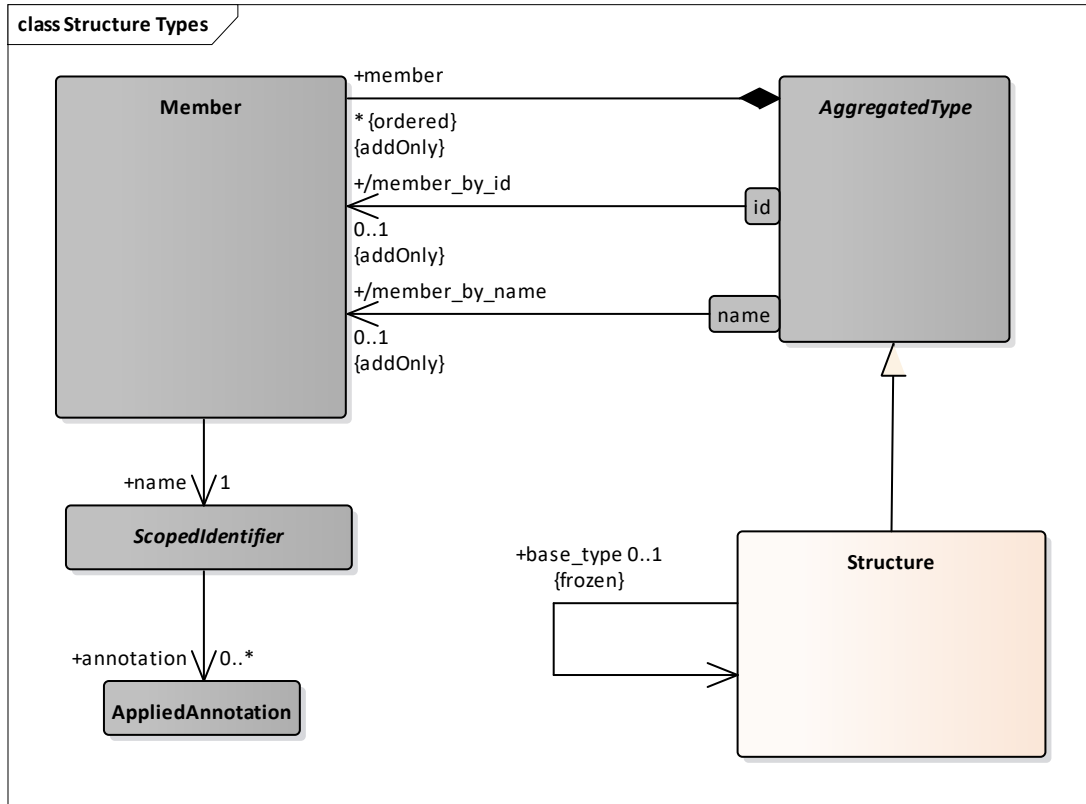 class Structure Types
+member
Member
AggregatedType
* {ordered}
{addOnly}
+/member_by_id
id
0..1
{addOnly}
+/member_by_name
name
0..1
{addOnly}
+name 1
ScopedIdentifier
+base_type 0..1
{frozen}
Structure
+annotation 0..*
AppliedAnnotation